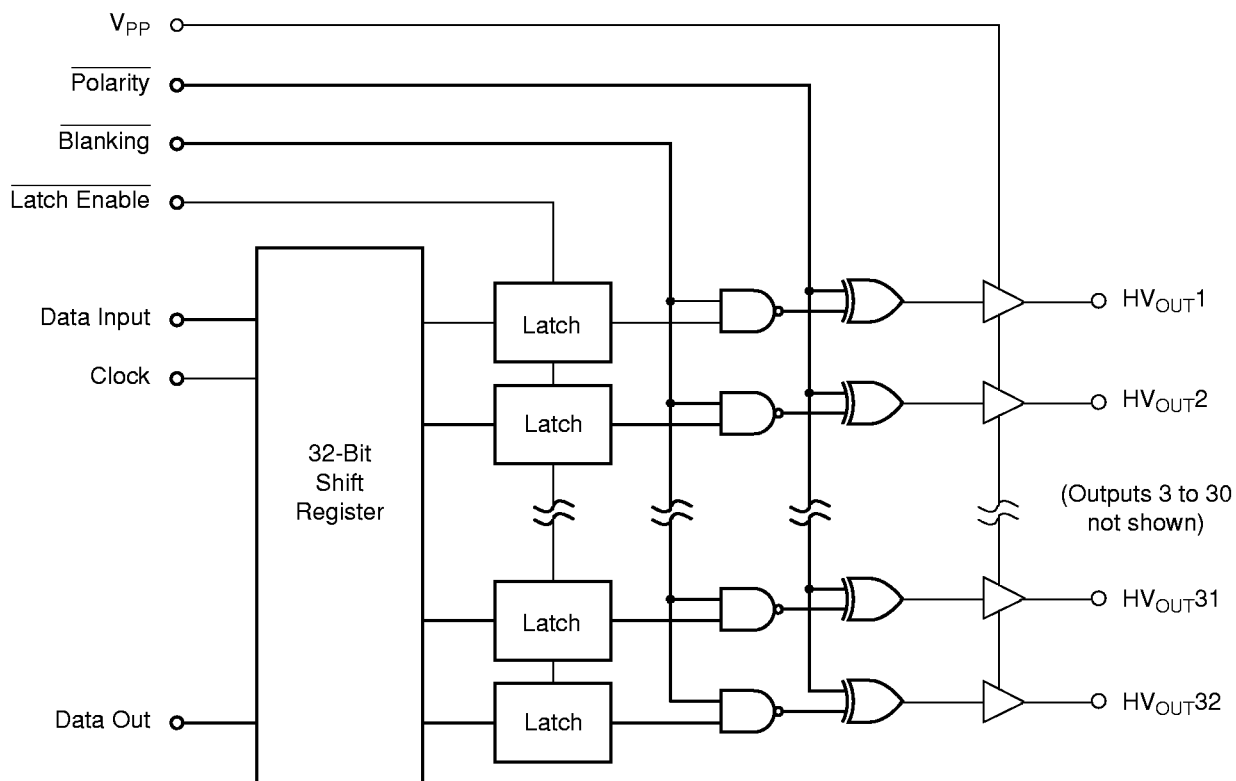 VPP
Polarity
Blanking
Latch Enable
Data Input
Clock
Data Out
32-Bit
Shift
Register
Latch
Latch
Latch
Latch
HVOUT1
HVOUT2
(Outputs 3 to 30
not shown)
HVOUT31
HVOUT32